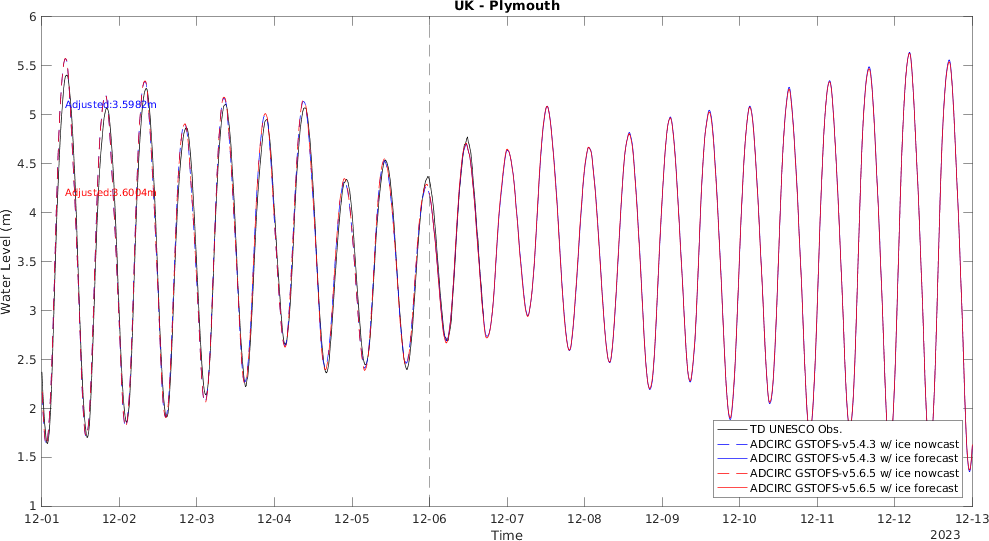 UK - Plymouth
6
5.5
5
4.5
4
3.5
3
2.5
2
1.5
1
Water Level (m)
Adjusted:3.5982m
Adjusted:3.6004m
TD UNESCO Obs.
ADCIRC GSTOFS-v5.4.3 w/ ice nowcast
ADCIRC GSTOFS-v5.4.3 w/ ice forecast
ADCIRC GSTOFS-v5.6.5 w/ ice nowcast
ADCIRC GSTOFS-v5.6.5 w/ ice forecast
12-01 12-02 12-03 12-04 12-05 12-06 12-07 12-08 12-09 12-10 12-11 12-12 12-13
Time
2023